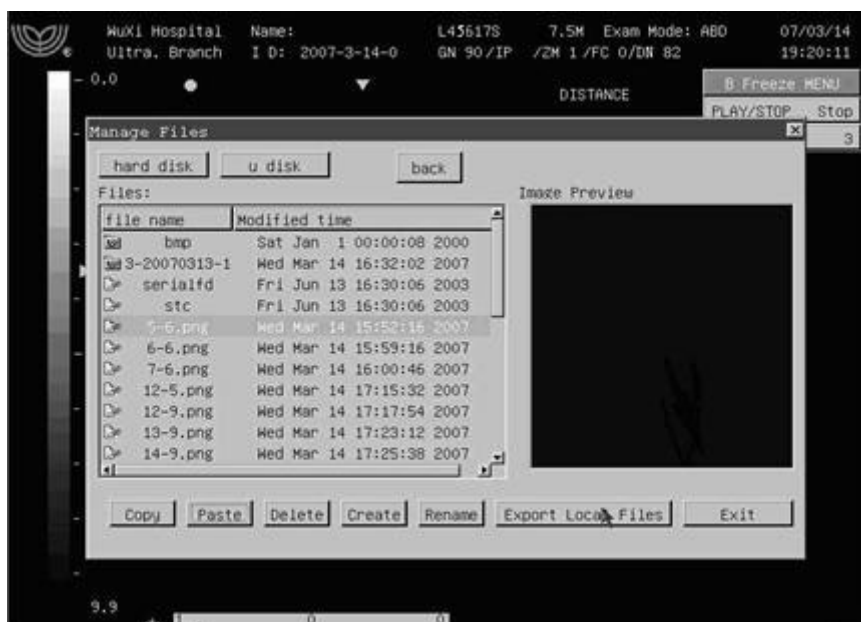 WuXi Hospital Name: L45617S 7.5M Exam Mode: ABD 07/03/14
Ultra. Branch I D: 2007-3-14-0 GN 90/IP /ZM 1/FC 0/DN 82 19:20:11
0.0
DISTANCE
B Freeze MENU
PLAY/STOP Stop
3
Manage Files
hard disk u disk back
Files: Image Preview
file name Modified time
bmp Sat Jan 1 00:00:08 2000
3-20070313-1 Wed Mar 14 16:32:02 2007
serialfd Fri Jun 13 16:30:06 2003
stc Fri Jun 13 16:30:06 2003
5-6.png Wed Mar 14 15:52:16 2007
6-6.png Wed Mar 14 15:59:16 2007
7-6.png Wed Mar 14 16:00:46 2007
12-5.png Wed Mar 14 17:15:32 2007
12-9.png Wed Mar 14 17:17:54 2007
13-9.png Wed Mar 14 17:23:12 2007
14-9.png Wed Mar 14 17:25:38 2007
Copy Paste Delete Create Rename Export Local Files Exit
9.9